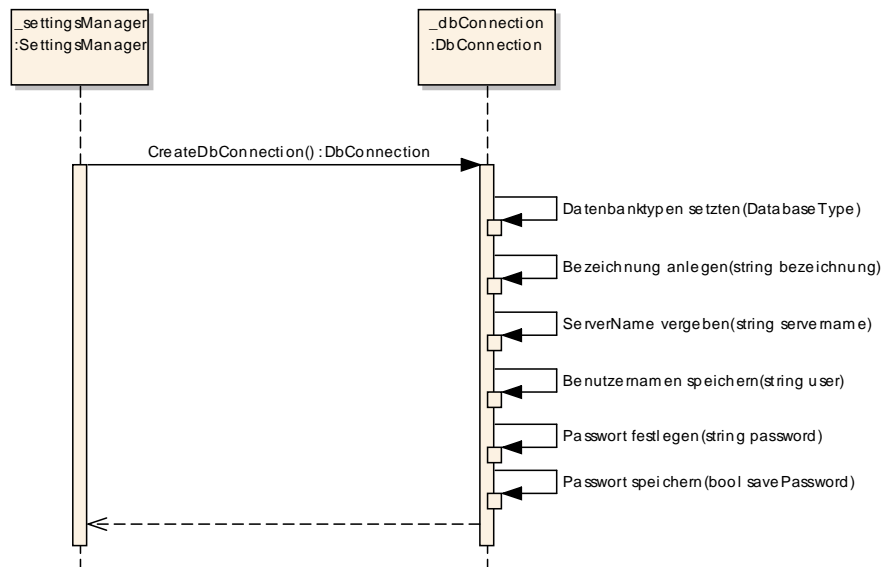 _settingsManager
:SettingsManager
_dbConnection
:DbConnection
CreateDbConnection() :DbConnection
Datenbanktypen setzten(DatabaseType)
Bezeichnung anlegen(string bezeichnung)
ServerName vergeben(string servername)
Benutzernamen speichern(string user)
Passwort festlegen(string password)
Passwort speichern(bool savePassword)